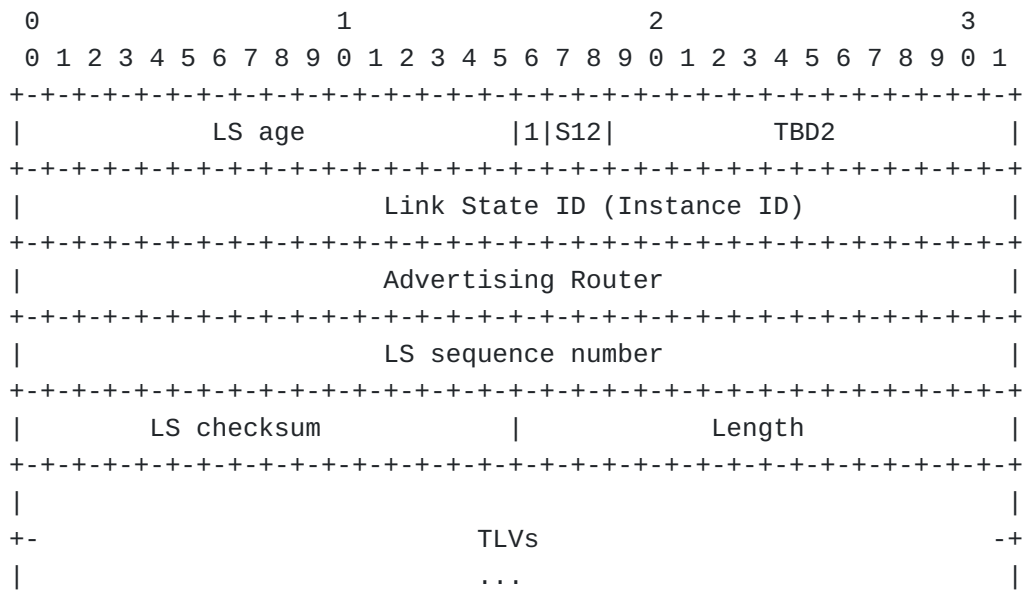 0                   1                   2                   3
 0 1 2 3 4 5 6 7 8 9 0 1 2 3 4 5 6 7 8 9 0 1 2 3 4 5 6 7 8 9 0 1
+-+-+-+-+-+-+-+-+-+-+-+-+-+-+-+-+-+-+-+-+-+-+-+-+-+-+-+-+-+-+-+-+
|            LS age             |1|S12|          TBD2           |
+-+-+-+-+-+-+-+-+-+-+-+-+-+-+-+-+-+-+-+-+-+-+-+-+-+-+-+-+-+-+-+-+
|                       Link State ID (Instance ID)             |
+-+-+-+-+-+-+-+-+-+-+-+-+-+-+-+-+-+-+-+-+-+-+-+-+-+-+-+-+-+-+-+-+
|                       Advertising Router                      |
+-+-+-+-+-+-+-+-+-+-+-+-+-+-+-+-+-+-+-+-+-+-+-+-+-+-+-+-+-+-+-+-+
|                       LS sequence number                      |
+-+-+-+-+-+-+-+-+-+-+-+-+-+-+-+-+-+-+-+-+-+-+-+-+-+-+-+-+-+-+-+-+
|        LS checksum            |            Length             |
+-+-+-+-+-+-+-+-+-+-+-+-+-+-+-+-+-+-+-+-+-+-+-+-+-+-+-+-+-+-+-+-+
|                                                               |
+-                            TLVs                             -+
|                             ...                               |